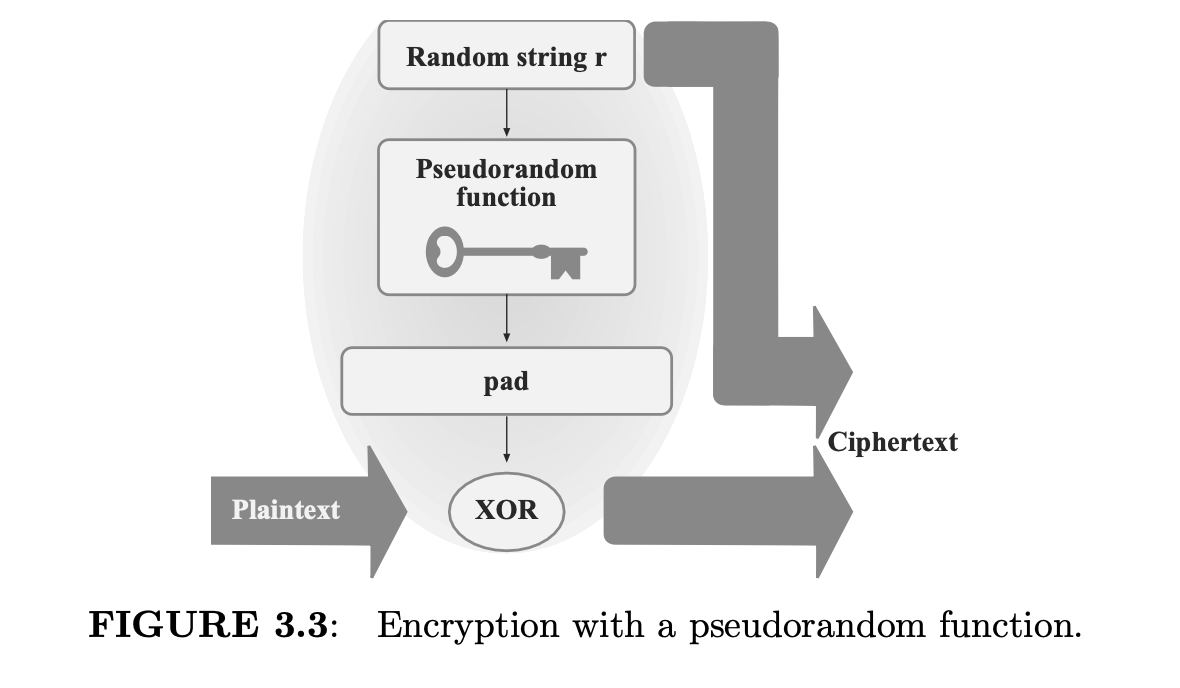 Random string r
Pseudorandom
function
pad
Ciphertext
Plaintext
XOR
FIGURE 3.3: Encryption with a pseudorandom function.